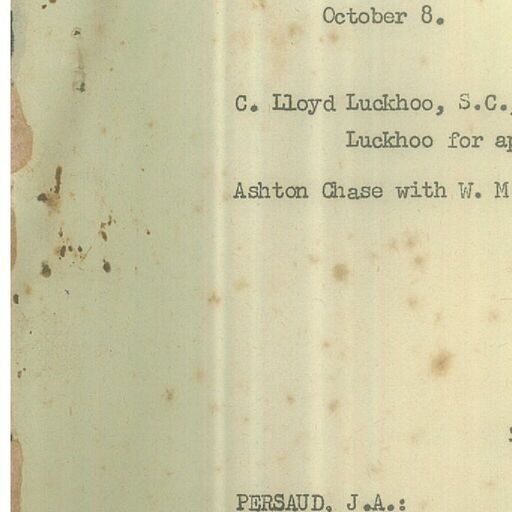 October 8.
C. Lloyd Luckhoo, S.C.,
Luckhoo for ap
Ashton Chase with W. M
PERSAUD, J.A.: